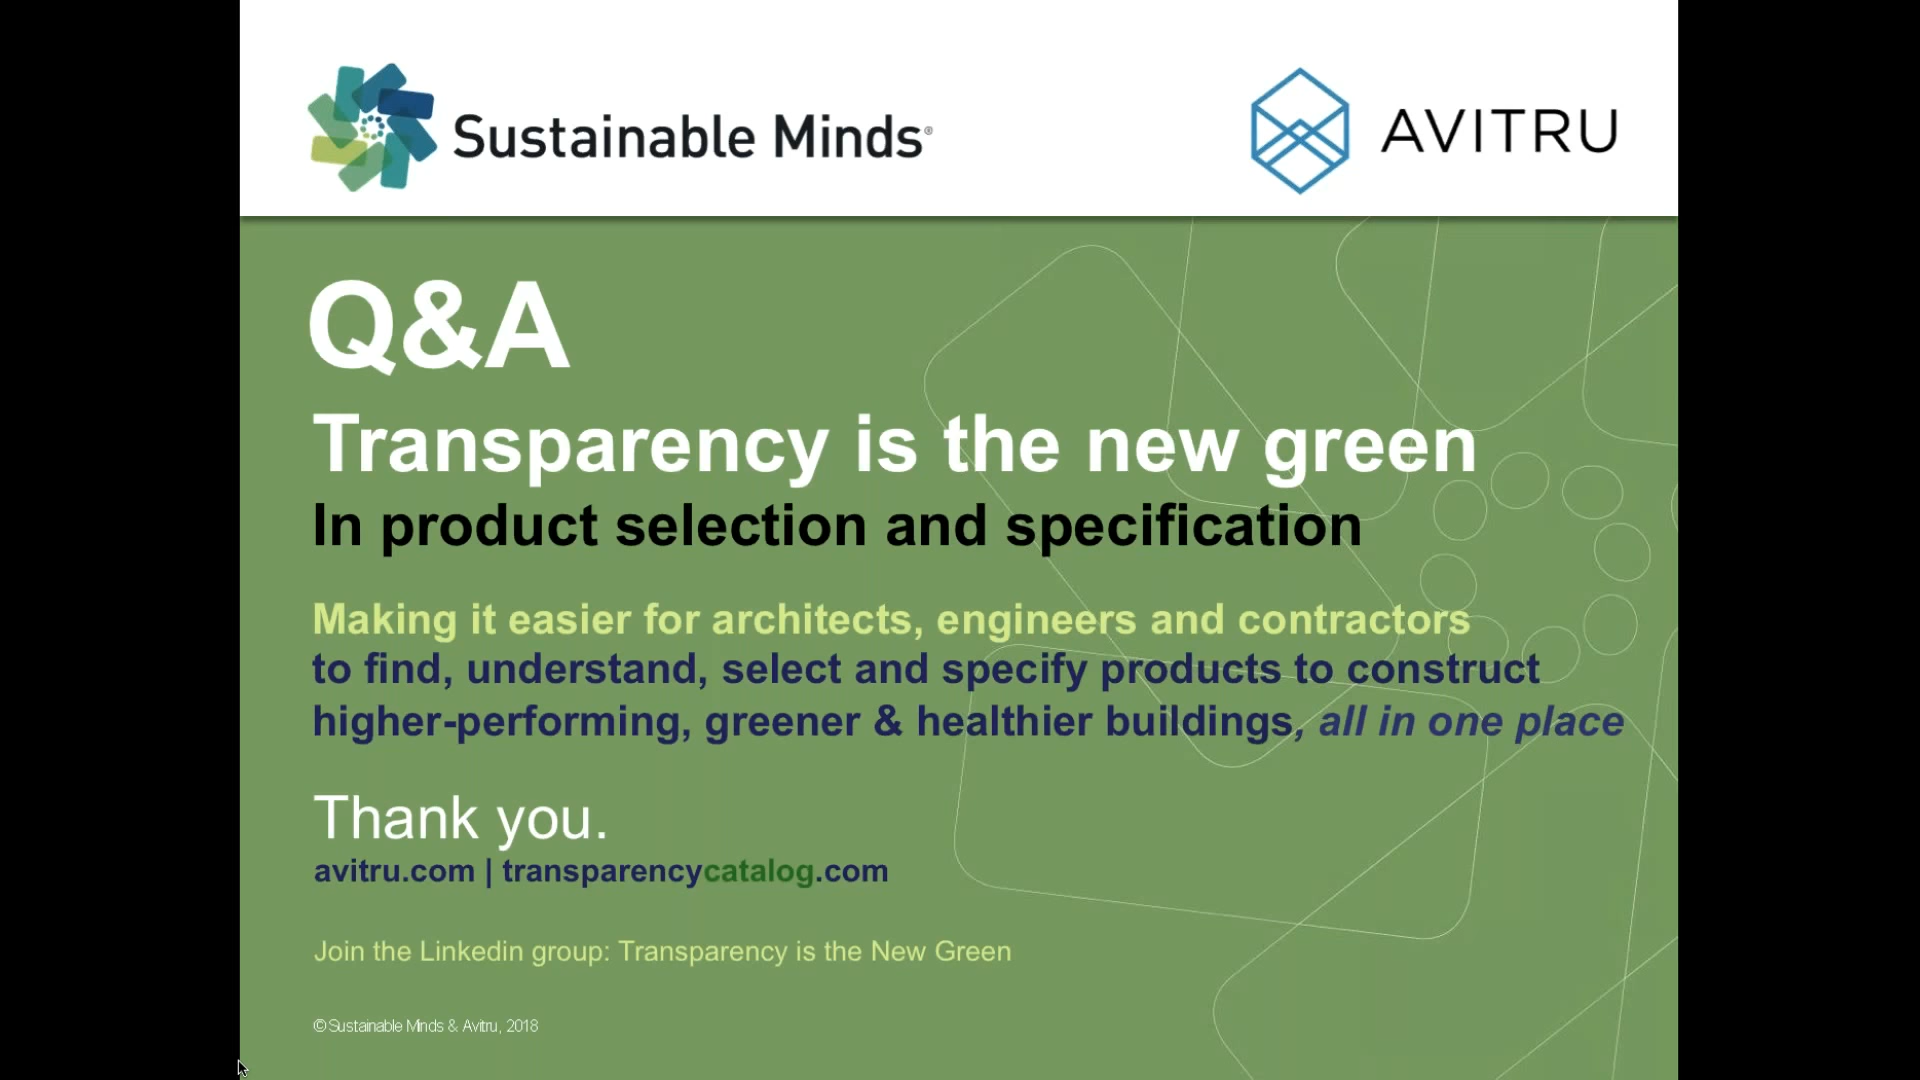 Sustainable Minds®
AVITRU
Q&A
Transparency is the new green
In product selection and specification
Making it easier for architects, engineers and contractors
to find, understand, select and specify products to construct
higher-performing, greener & healthier buildings, all in one place
Thank you.
avitru.com | transparencycatalog.com
Join the Linkedin group: Transparency is the New Green
© Sustainable Minds & Avitru, 2018